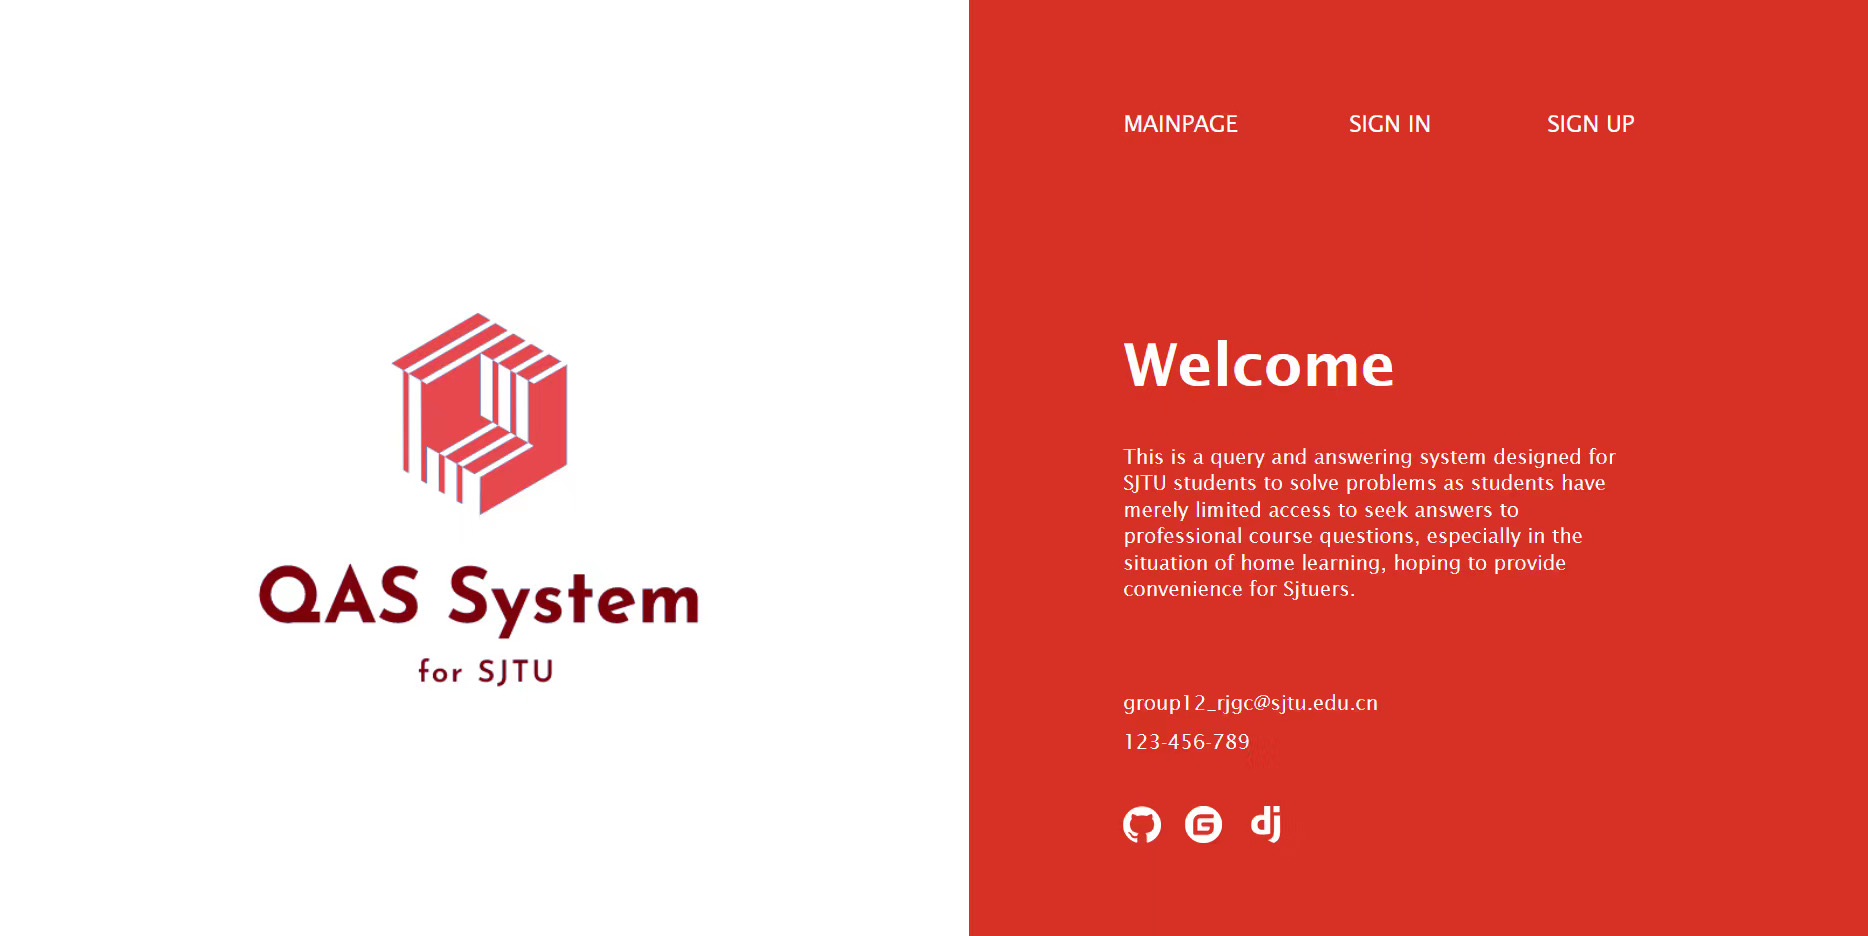 QAS System
for SJTU
MAINPAGE SIGN IN SIGN UP
Welcome
This is a query and answering system designed for
SJTU students to solve problems as students have
merely limited access to seek answers to
professional course questions, especially in the
situation of home learning, hoping to provide
convenience for Sjtuers.
group12_rjgc@sjtu.edu.cn
123-456-789
G dj